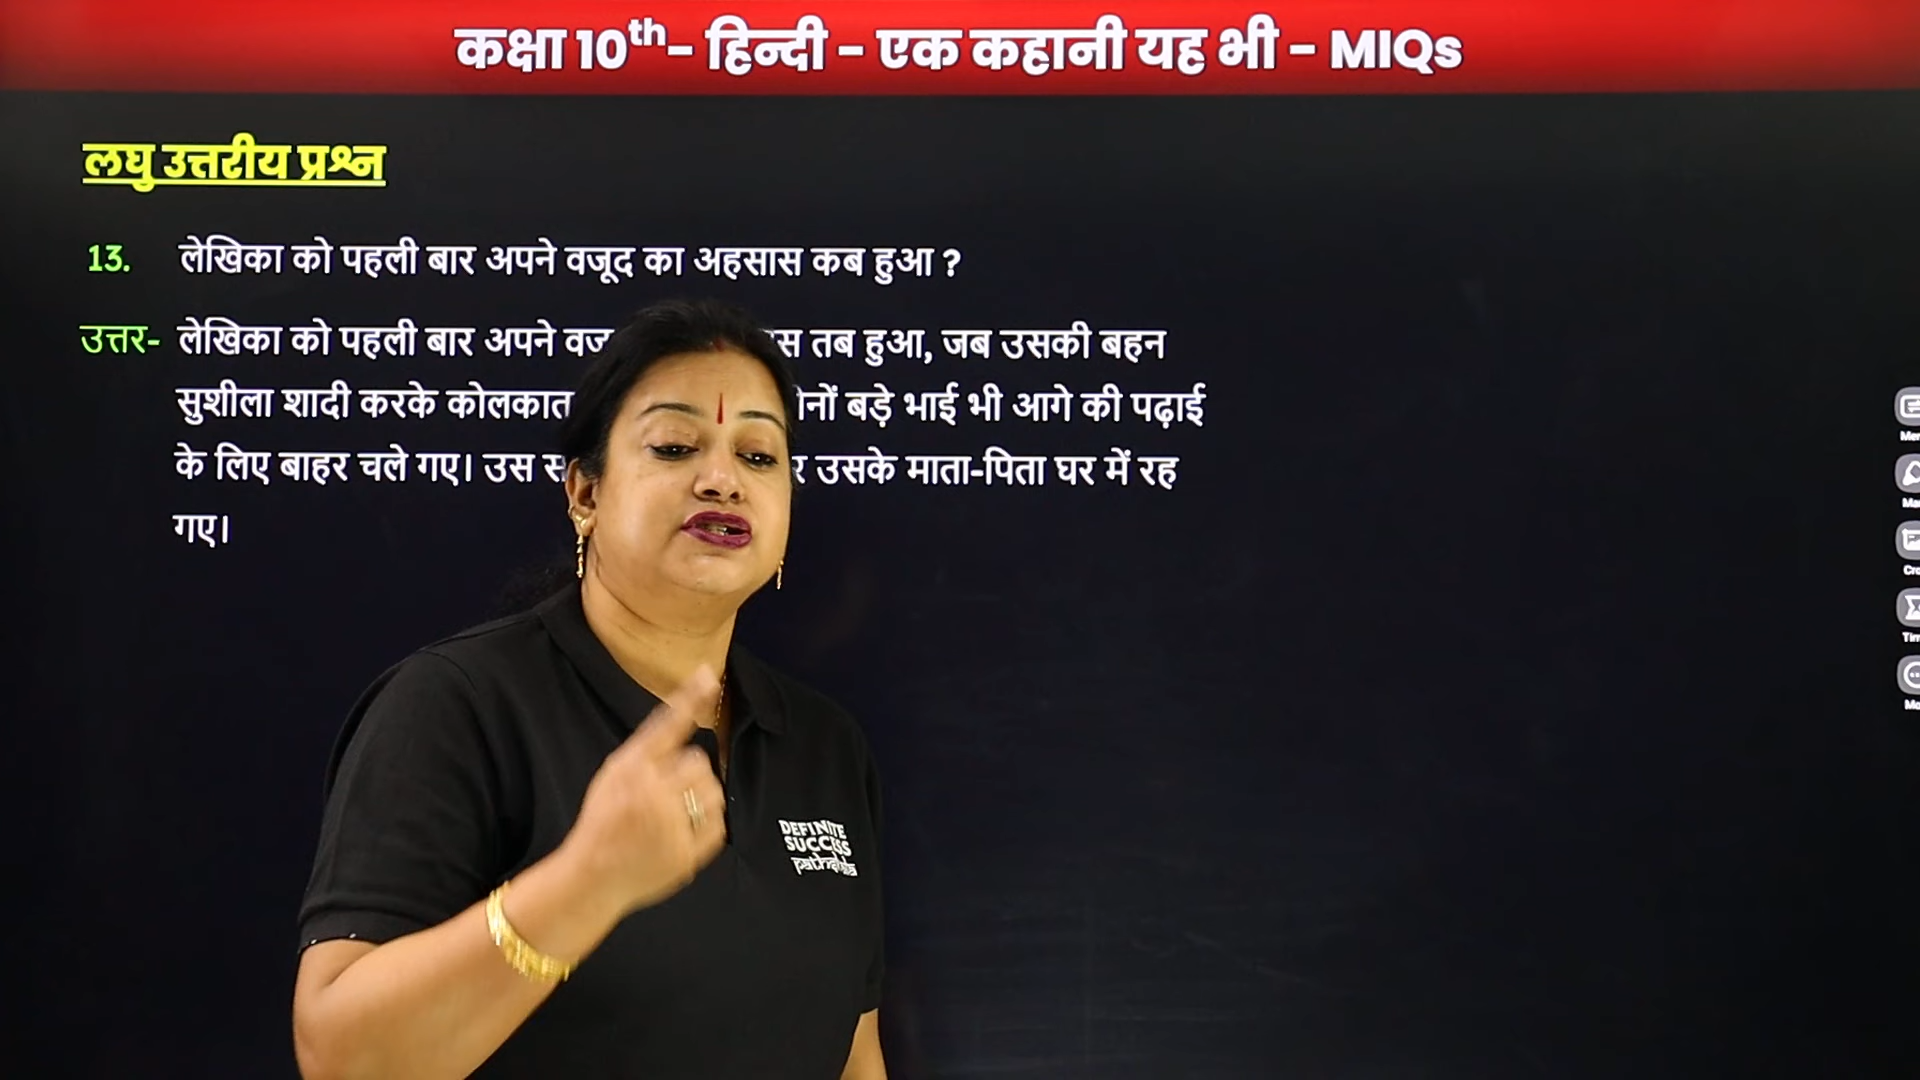 कक्षा 10th- हिन्दी - एक कहानी यह भी - MIQs
लघु उत्तरीय प्रश्न
13. लेखिका को पहली बार अपने वजूद का अहसास कब हुआ ?
उत्तर- लेखिका को पहली बार अपने तब हुआ, जब उसकी बहन
सुशीला शादी करके बड़े भाई भी आगे की पढ़ाई
के लिए बाहर चले गए। उस उसके माता-पिता घर में रह
गए।
DEFINITE
SUCCESS
pathshala